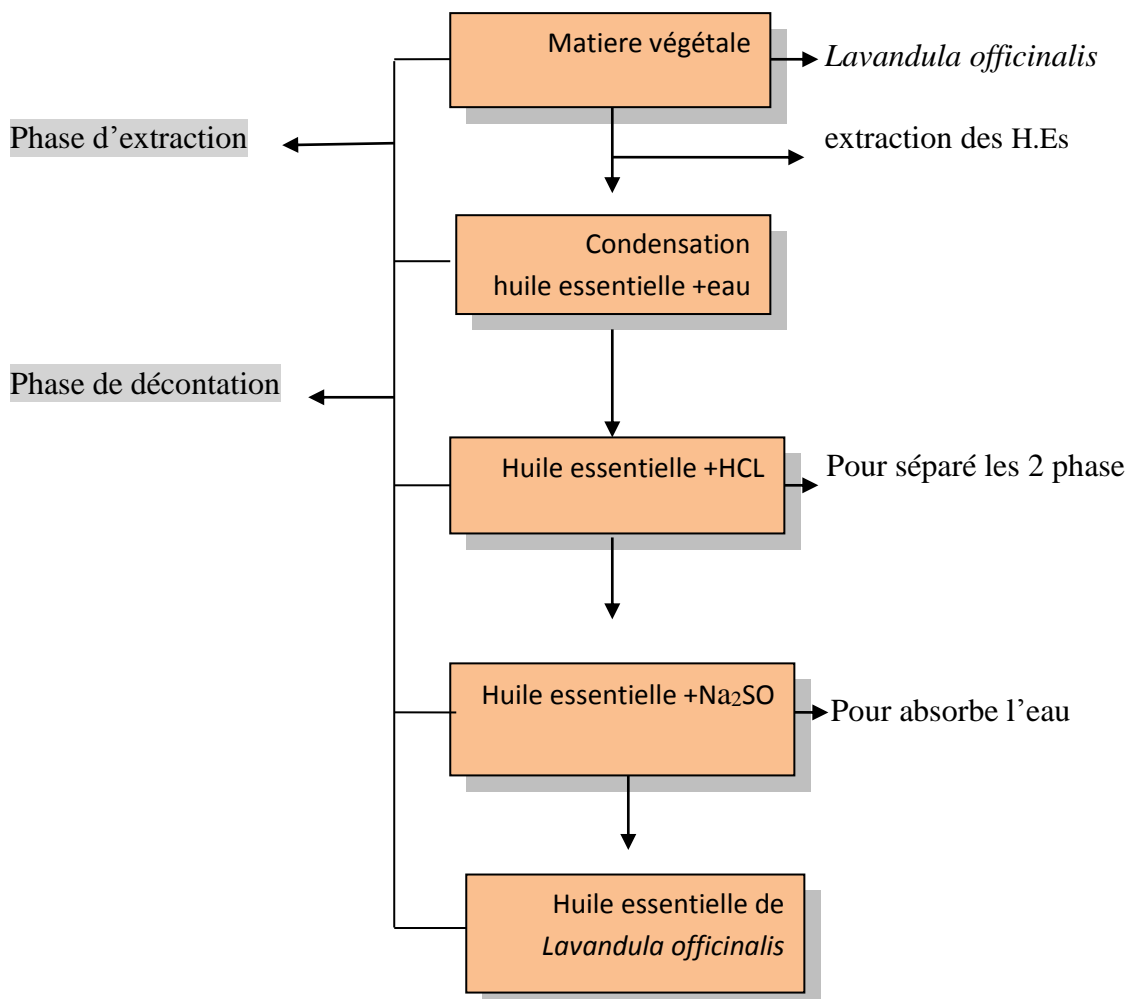 Matiere végétale
Lavandula officinalis
Phase d’extraction
extraction des H.Es
Condensation
huile essentielle +eau
Phase de décontation
Huile essentielle +HCL
Pour séparé les 2 phase
Huile essentielle +Na₂SO
Pour absorbe l’eau
Huile essentielle de
Lavandula officinalis